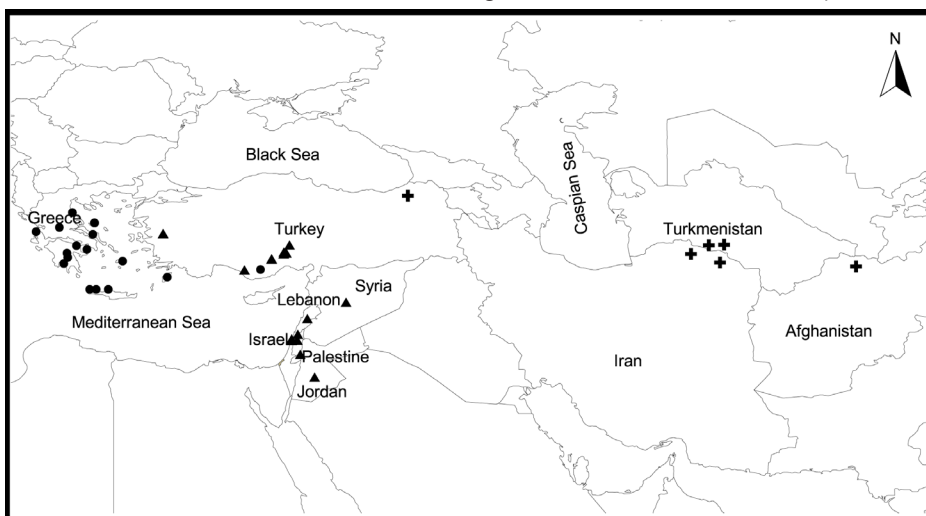 N
Black Sea
Caspian Sea
Greece
Turkey
Turkmenistan
Syria
Lebanon
Mediterranean Sea
Israel
Afghanistan
Palestine
Iran
Jordan